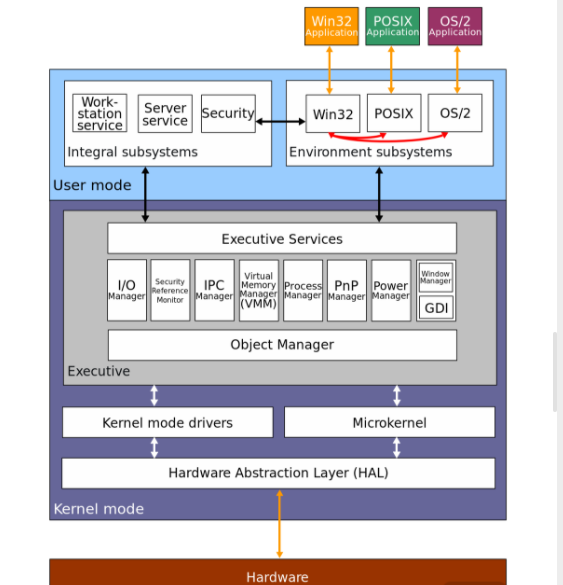 Win32
Application
POSIX
Application
OS/2
Application
Work-
station
service
Server
service
Security
Win32
POSIX
OS/2
Integral subsystems
Environment subsystems
User mode
Executive Services
I/O
Manager
Security
Reference
Monitor
IPC
Manager
Virtual
Memory
Manager
(VMM)
Process
Manager
PnP
Manager
Power
Manager
Window
Manager
GDI
Object Manager
Executive
Kernel mode drivers
Microkernel
Hardware Abstraction Layer (HAL)
Kernel mode
Hardware